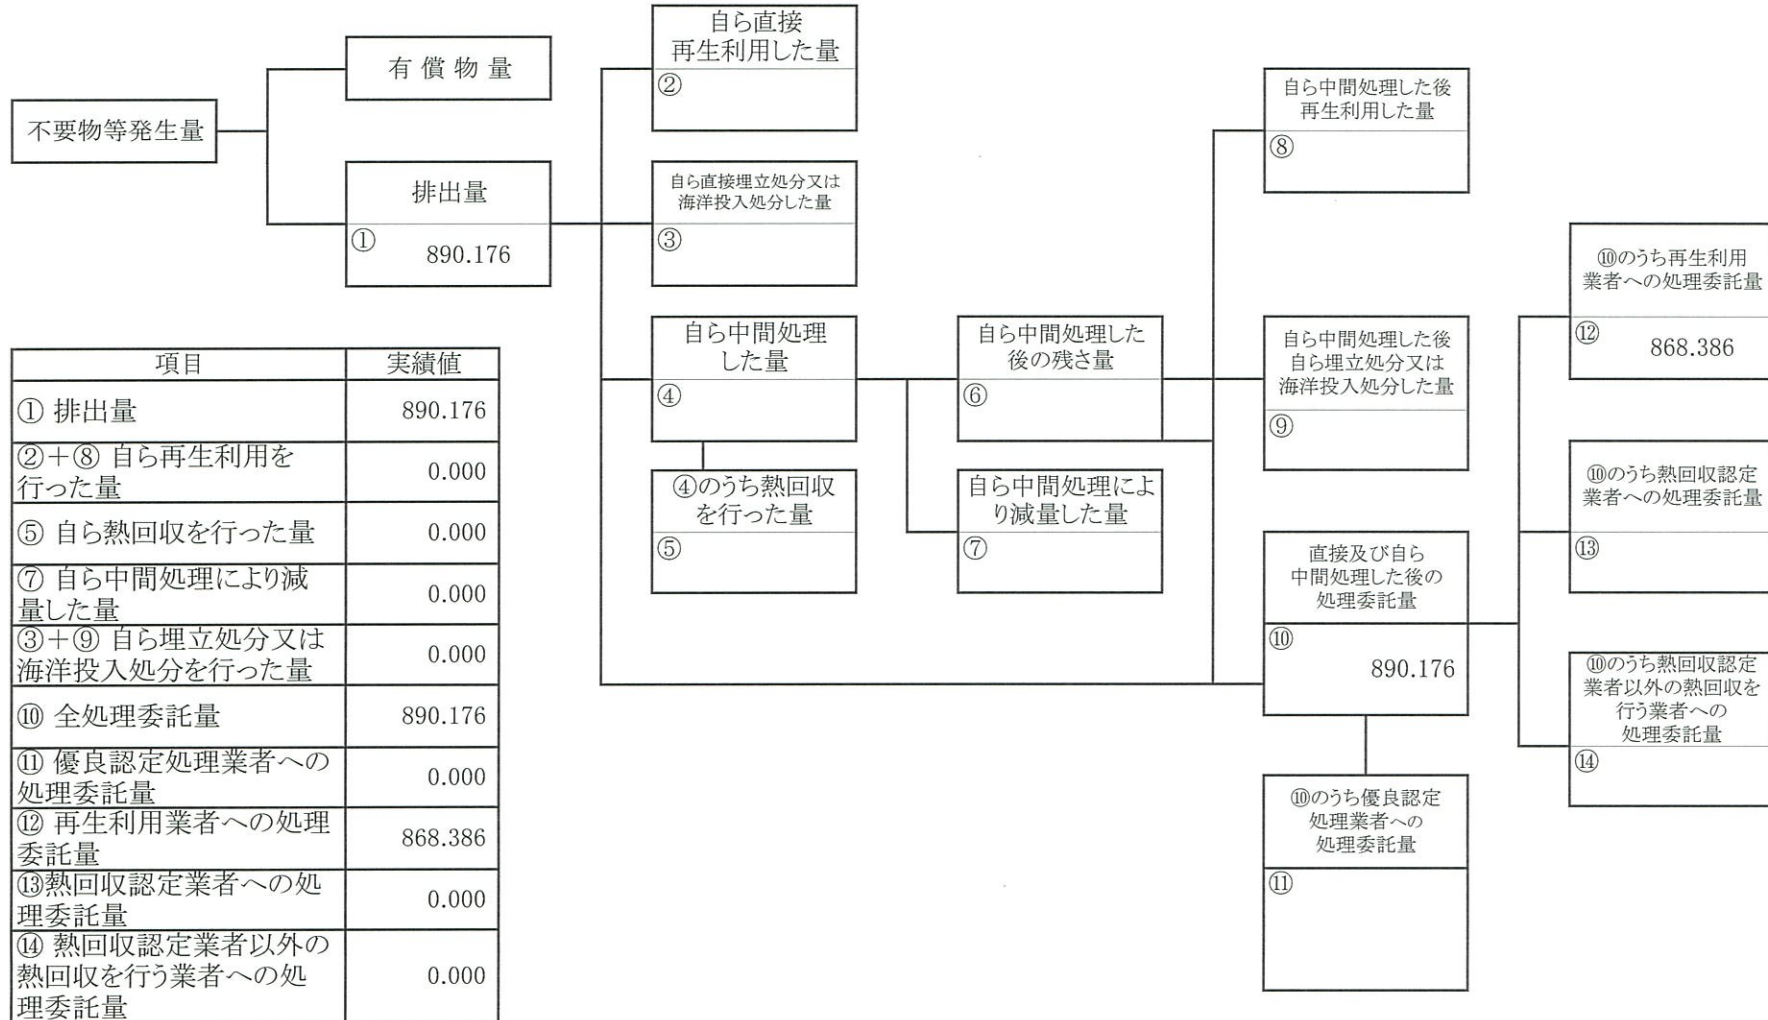 不要物等発生量
有償物量
排出量
①
890.176
自ら直接
再生利用した量
②
自ら直接埋立処分又は
海洋投入処分した量
③
自ら中間処理
した量
④
④のうち熱回収
を行った量
⑤
自ら中間処理した
後の残さ量
⑥
自ら中間処理によ
り減量した量
⑦
自ら中間処理した後
再生利用した量
⑧
自ら中間処理した後
自ら埋立処分又は
海洋投入処分した量
⑨
直接及び自ら
中間処理した後の
処理委託量
⑩
890.176
⑩のうち優良認定
処理業者への
処理委託量
⑪
⑩のうち再生利用
業者への処理委託量
⑫
868.386
⑩のうち熱回収認定
業者への処理委託量
⑬
⑩のうち熱回収認定
業者以外の熱回収を
行う業者への
処理委託量
⑭
項目 実績値
① 排出量 890.176
②+⑧ 自ら再生利用を
行った量 0.000
⑤ 自ら熱回収を行った量 0.000
⑦ 自ら中間処理により減
量した量 0.000
③+⑨ 自ら埋立処分又は
海洋投入処分を行った量 0.000
⑩ 全処理委託量 890.176
⑪ 優良認定処理業者への
処理委託量 0.000
⑫ 再生利用業者への処理
委託量 868.386
⑬熱回収認定業者への処
理委託量 0.000
⑭ 熱回収認定業者以外の
熱回収を行う業者への処
理委託量 0.000